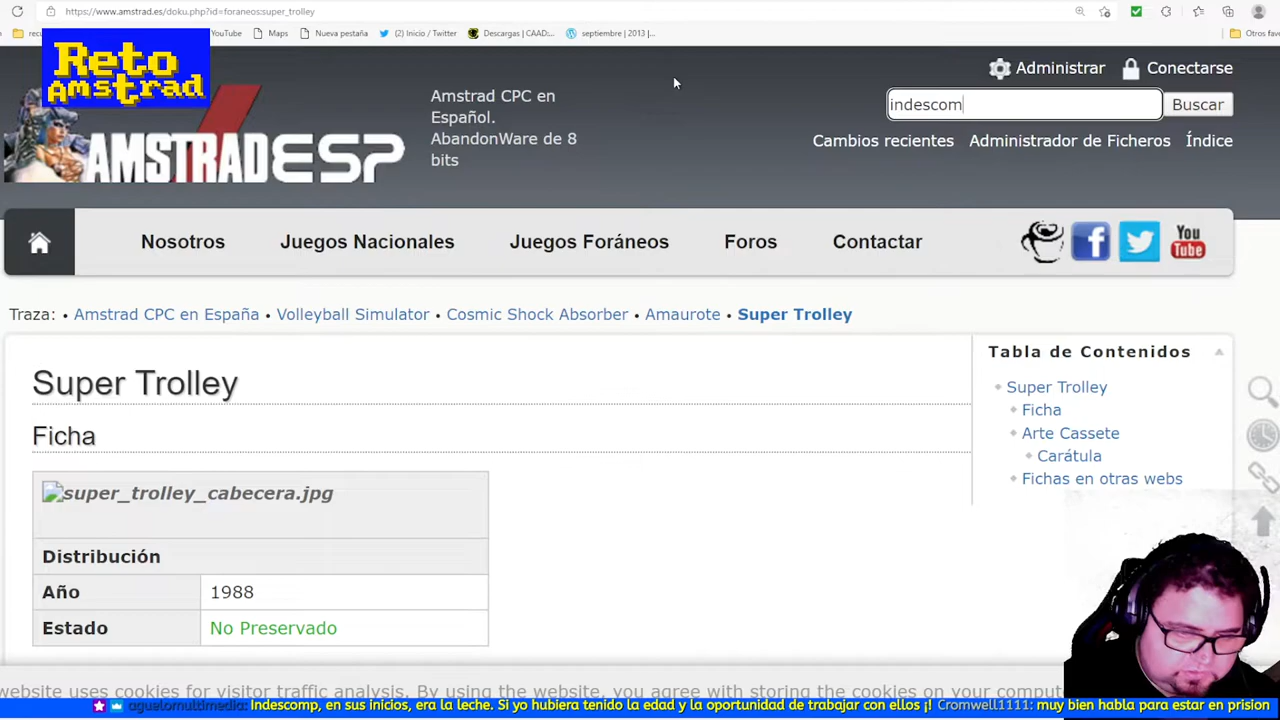 https://www.amstrad.es/doku.php?id=foraneos:super_trolley
YouTube
Maps
Nueva pestaña
(2) Inicio / Twitter
Descargas | CAAD:...
septiembre | 2013 |...
Otros fav
Reto
Amstrad
AMSTRADESP
Amstrad CPC en
Español.
AbandonWare de 8
bits
Administrar
Conectarse
indescom
Buscar
Cambios recientes
Administrador de Ficheros
Índice
Nosotros
Juegos Nacionales
Juegos Foráneos
Foros
Contactar
You
Tube
Traza: • Amstrad CPC en España • Volleyball Simulator • Cosmic Shock Absorber • Amaurote • Super Trolley
Super Trolley
Ficha
super_trolley_cabecera.jpg
Distribución
Año 1988
Estado No Preservado
Tabla de Contenidos
Super Trolley
Ficha
Arte Cassete
Carátula
Fichas en otras webs
website uses cookies for visitor traffic analysis. By using the website, you agree with storing the cookies on your comput
aguelomultimedia: Indescomp, en sus inícios, era la leche. Si yo hubiera tenido la edad y la oportunidad de trabajar con ellos ¡! Cromwell1111: muy bien habla para estar en prision